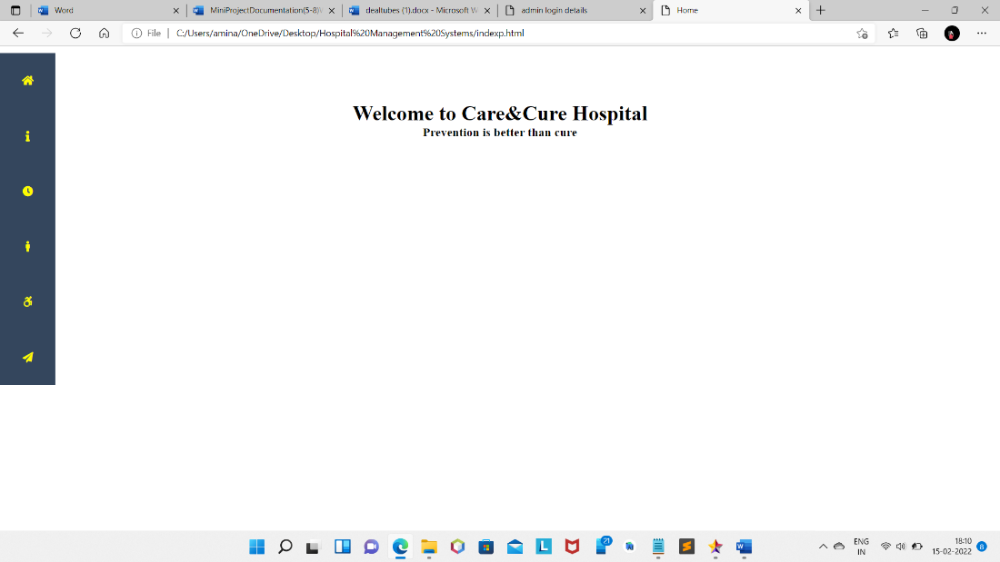 Word
MiniProjectDocumentation(5-8)\
dealtubes (1).docx - Microsoft W
admin login details
Home
File
C:/Users/amina/OneDrive/Desktop/Hospital%20Management%20Systems/indexp.html
Welcome to Care&Cure Hospital
Prevention is better than cure
21
L
W
ENG
IN
18:10
15-02-2022
8